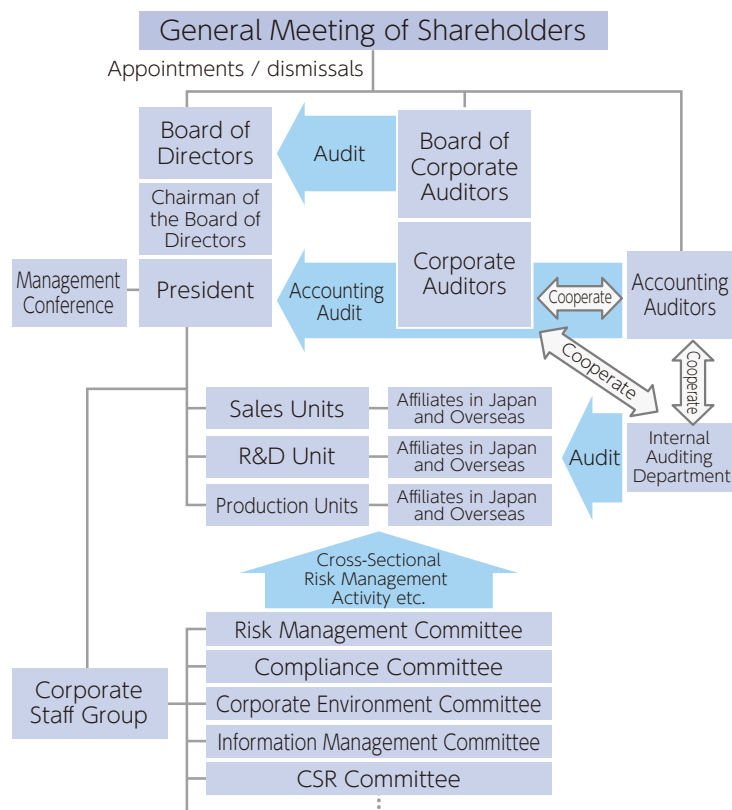 General Meeting of Shareholders
Appointments / dismissals
Board of
Directors
Audit
Board of
Corporate
Auditors
Chairman of
the Board of
Directors
Management
Conference
President
Accounting
Audit
Corporate
Auditors
Cooperate
Accounting
Auditors
Cooperate
Cooperate
Sales Units
Affiliates in Japan
and Overseas
R&D Unit
Affiliates in Japan
and Overseas
Audit
Internal
Auditing
Department
Production Units
Affiliates in Japan
and Overseas
Cross-Sectional
Risk Management
Activity etc.
Risk Management Committee
Compliance Committee
Corporate
Staff Group
Corporate Environment Committee
Information Management Committee
CSR Committee